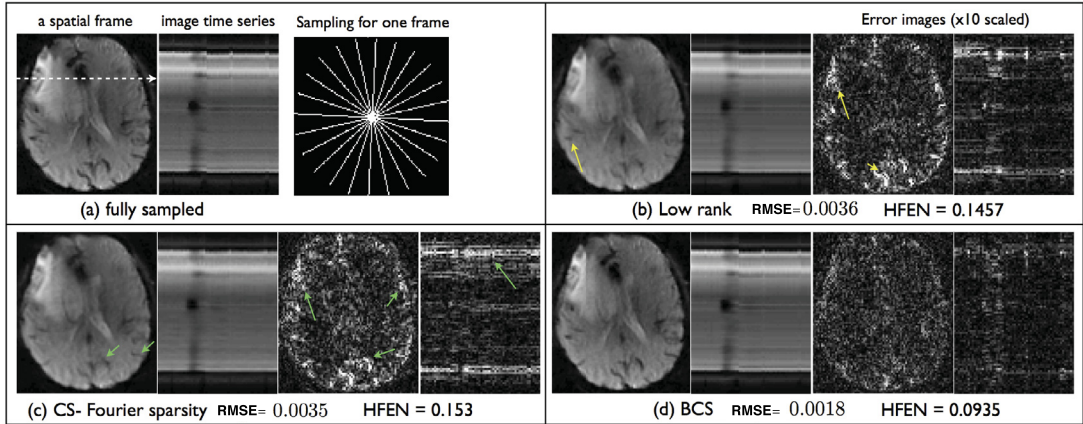 a spatial frame
image time series
Sampling for one frame
(a) fully sampled
Error images (x10 scaled)
(b) Low rank RMSE= 0.0036 HFEN = 0.1457
(c) CS- Fourier sparsity RMSE= 0.0035 HFEN = 0.153
(d) BCS RMSE= 0.0018 HFEN = 0.0935